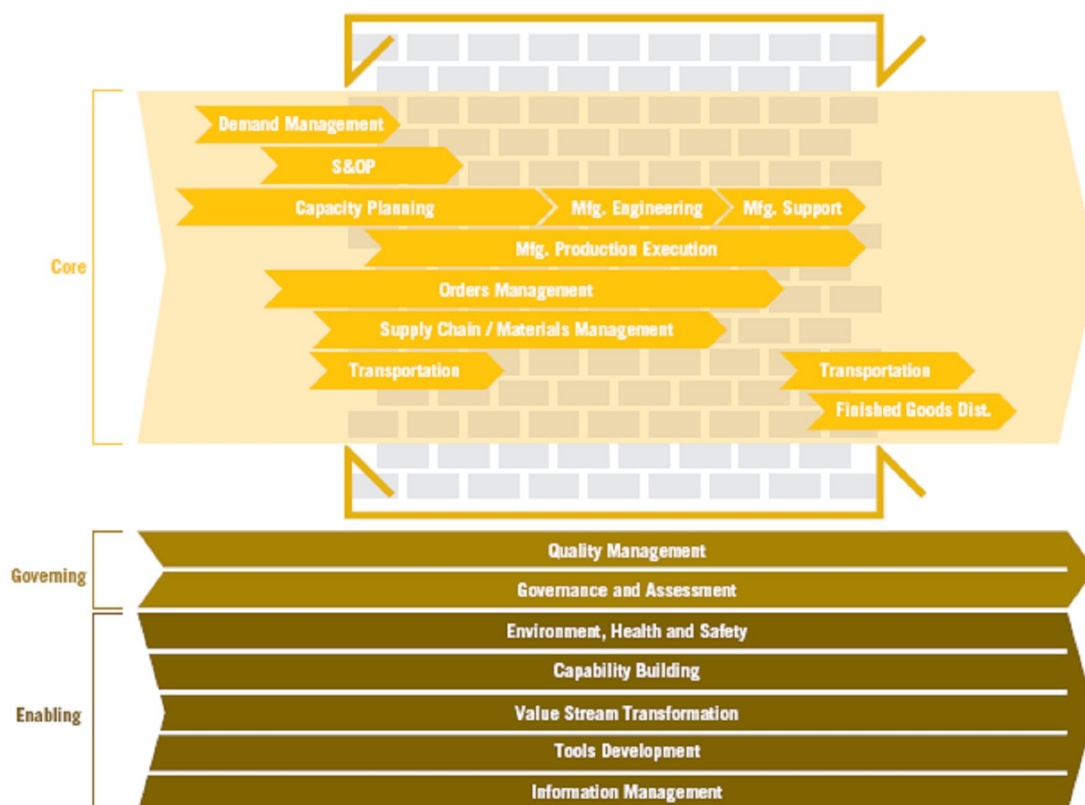 Demand Management
S&OP
Capacity Planning
Mfg. Engineering
Mfg. Support
Mfg. Production Execution
Core
Orders Management
Supply Chain / Materials Management
Transportation
Transportation
Finished Goods Dist.
Quality Management
Governing
Governance and Assessment
Environment, Health and Safety
Capability Building
Enabling
Value Stream Transformation
Tools Development
Information Management